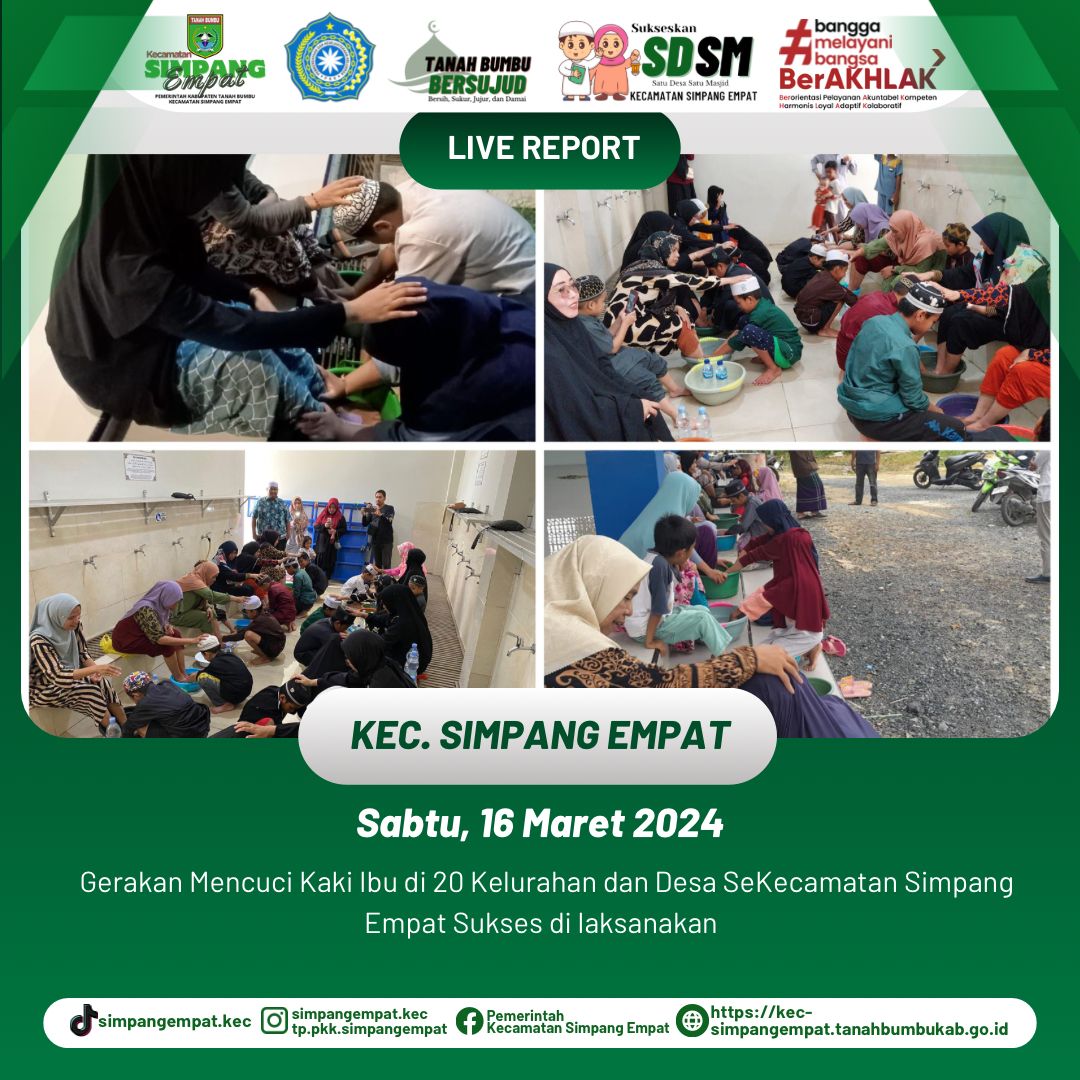 TANAH BUMBU
Kecamatan
SIMPANG
Empat
PEMERINTAH KABUPATEN TANAH BUMBU
KECAMATAN SIMPANG EMPAT
TANAH BUMBU
BERSUJUD
Bersih, Sukur, Jujur, dan Damai
Sukseskan
SDSM
Satu Desa Satu Masjid
KECAMATAN SIMPANG EMPAT
#bangga
melayani
bangsa
BerAKHLAK
Berorientasi Pelayanan Akuntabel Kompeten
Harmonis Loyal Adaptif Kolaboratif
LIVE REPORT
KEC. SIMPANG EMPAT
Sabtu, 16 Maret 2024
Gerakan Mencuci Kaki Ibu di 20 Kelurahan dan Desa SeKecamatan Simpang
Empat Sukses di laksanakan
simpangempat.kec
simpangempat.kec
tp.pkk.simpangempat
Pemerintah
Kecamatan Simpang Empat
https://kec-
simpangempat.tanahbumbukab.go.id